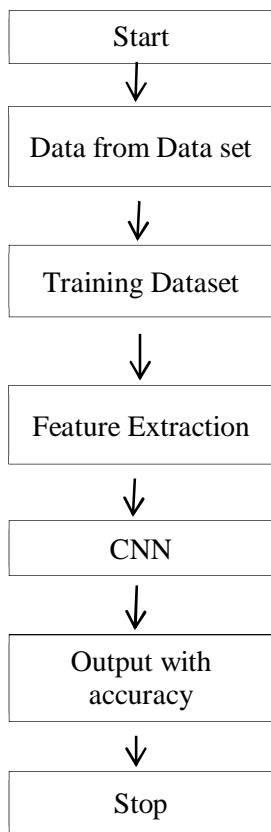 Start
Data from Data set
Training Dataset
Feature Extraction
CNN
Output with
accuracy
Stop